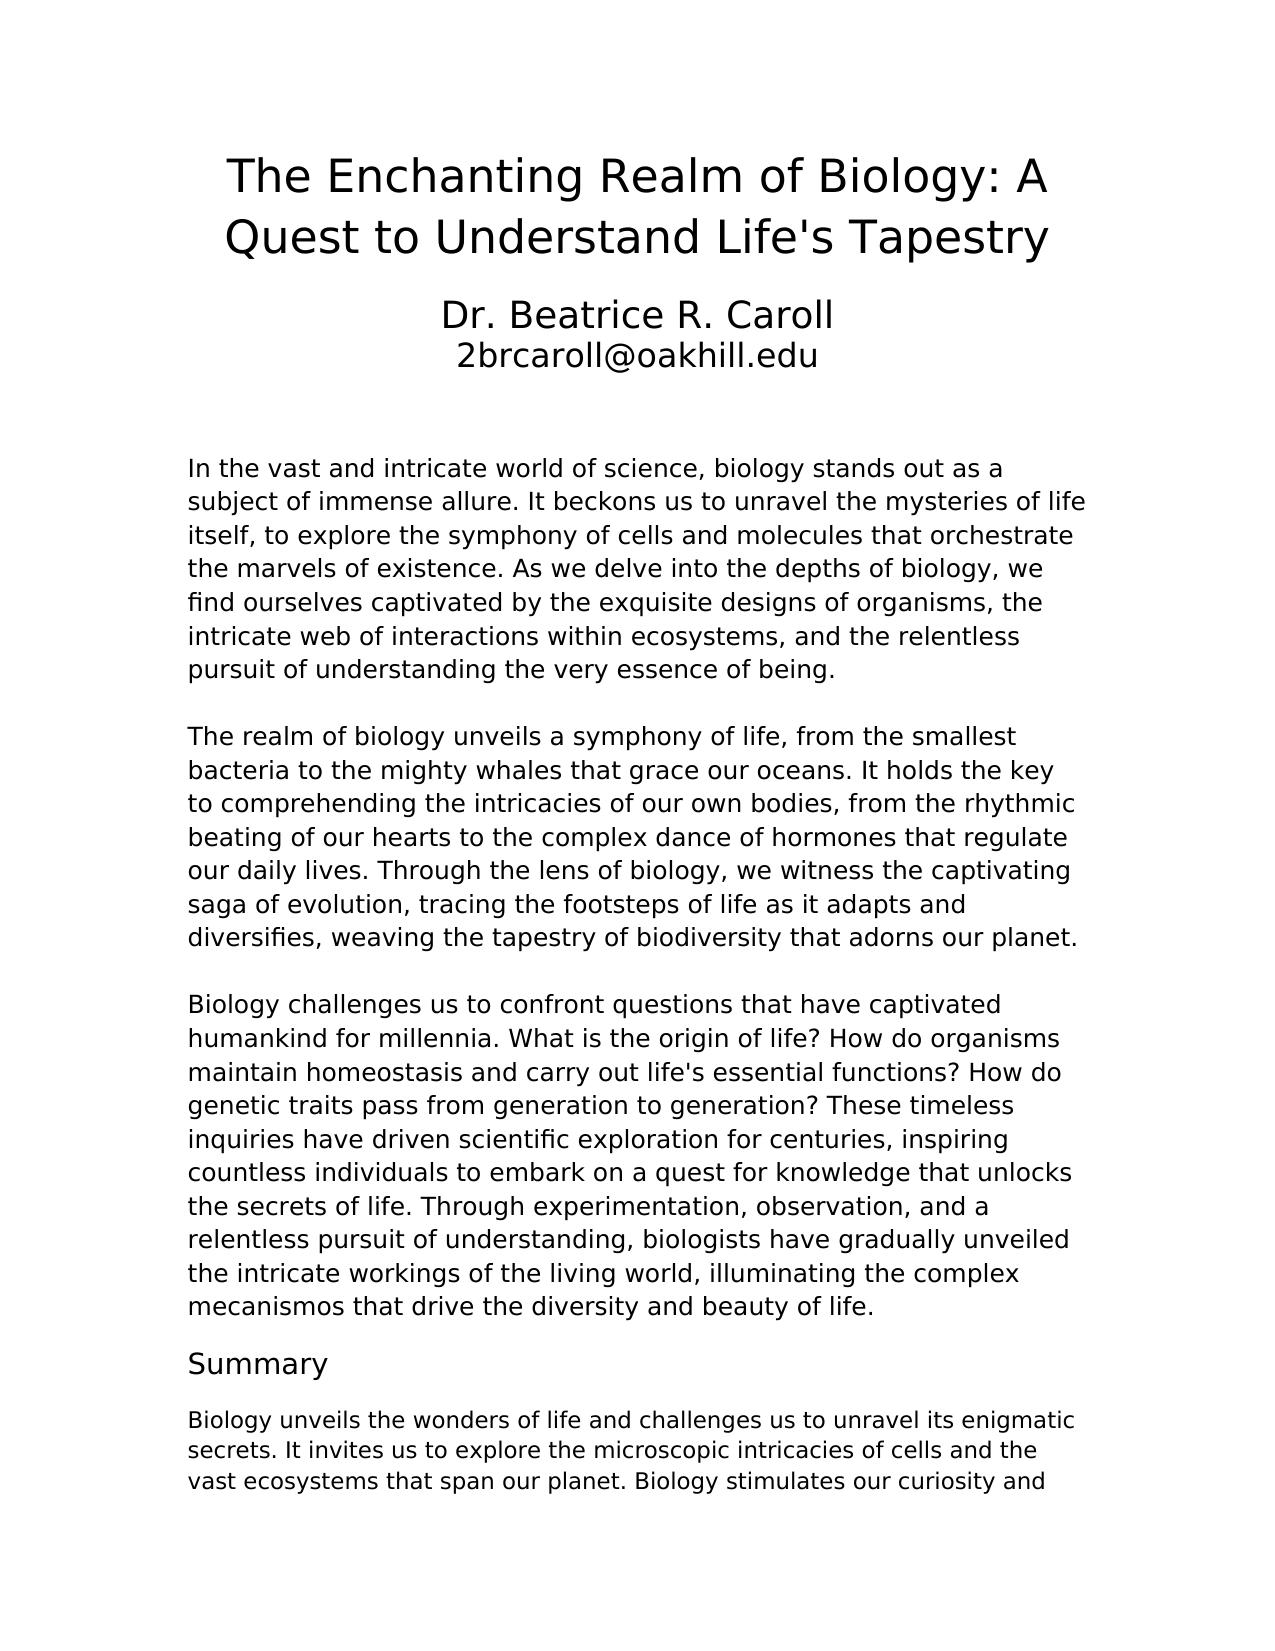 The Enchanting Realm of Biology: A
Quest to Understand Life's Tapestry
Dr. Beatrice R. Caroll
2brcaroll@oakhill.edu
In the vast and intricate world of science, biology stands out as a
subject of immense allure. It beckons us to unravel the mysteries of life
itself, to explore the symphony of cells and molecules that orchestrate
the marvels of existence. As we delve into the depths of biology, we
find ourselves captivated by the exquisite designs of organisms, the
intricate web of interactions within ecosystems, and the relentless
pursuit of understanding the very essence of being.
The realm of biology unveils a symphony of life, from the smallest
bacteria to the mighty whales that grace our oceans. It holds the key
to comprehending the intricacies of our own bodies, from the rhythmic
beating of our hearts to the complex dance of hormones that regulate
our daily lives. Through the lens of biology, we witness the captivating
saga of evolution, tracing the footsteps of life as it adapts and
diversifies, weaving the tapestry of biodiversity that adorns our planet.
Biology challenges us to confront questions that have captivated
humankind for millennia. What is the origin of life? How do organisms
maintain homeostasis and carry out life's essential functions? How do
genetic traits pass from generation to generation? These timeless
inquiries have driven scientific exploration for centuries, inspiring
countless individuals to embark on a quest for knowledge that unlocks
the secrets of life. Through experimentation, observation, and a
relentless pursuit of understanding, biologists have gradually unveiled
the intricate workings of the living world, illuminating the complex
mecanismos that drive the diversity and beauty of life.
Summary
Biology unveils the wonders of life and challenges us to unravel its enigmatic
secrets. It invites us to explore the microscopic intricacies of cells and the
vast ecosystems that span our planet. Biology stimulates our curiosity and